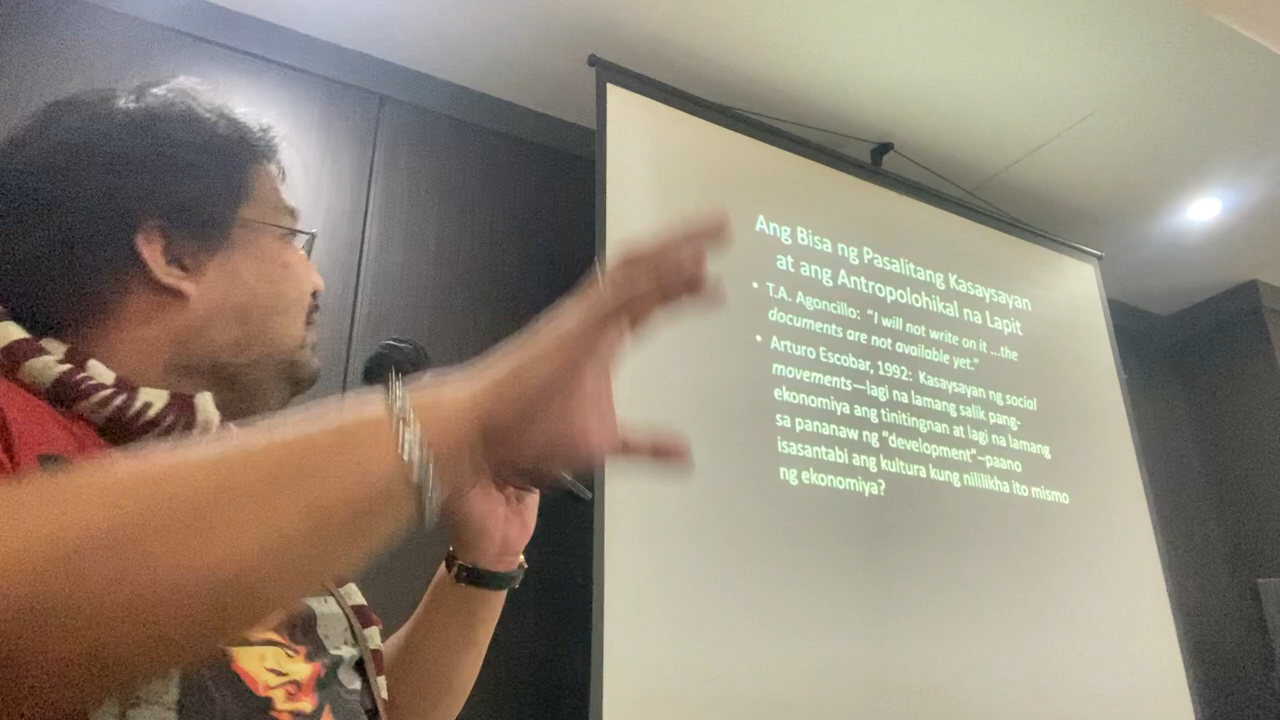 Ang Bisa ng Pasalitang Kasaysayan
at ang Antropolohikal na Lapit
• T.A. Agoncillo: "I will not write on it ...the
documents are not available yet."
• Arturo Escobar, 1992: Kasaysayan ng social
movements—lagi na lamang salik pang-
ekonomiya ang tinitingnan at lagi na lamang
sa pananaw ng "development"–paano
isasantabi ang kultura kung nililikha ito mismo
ng ekonomiya?